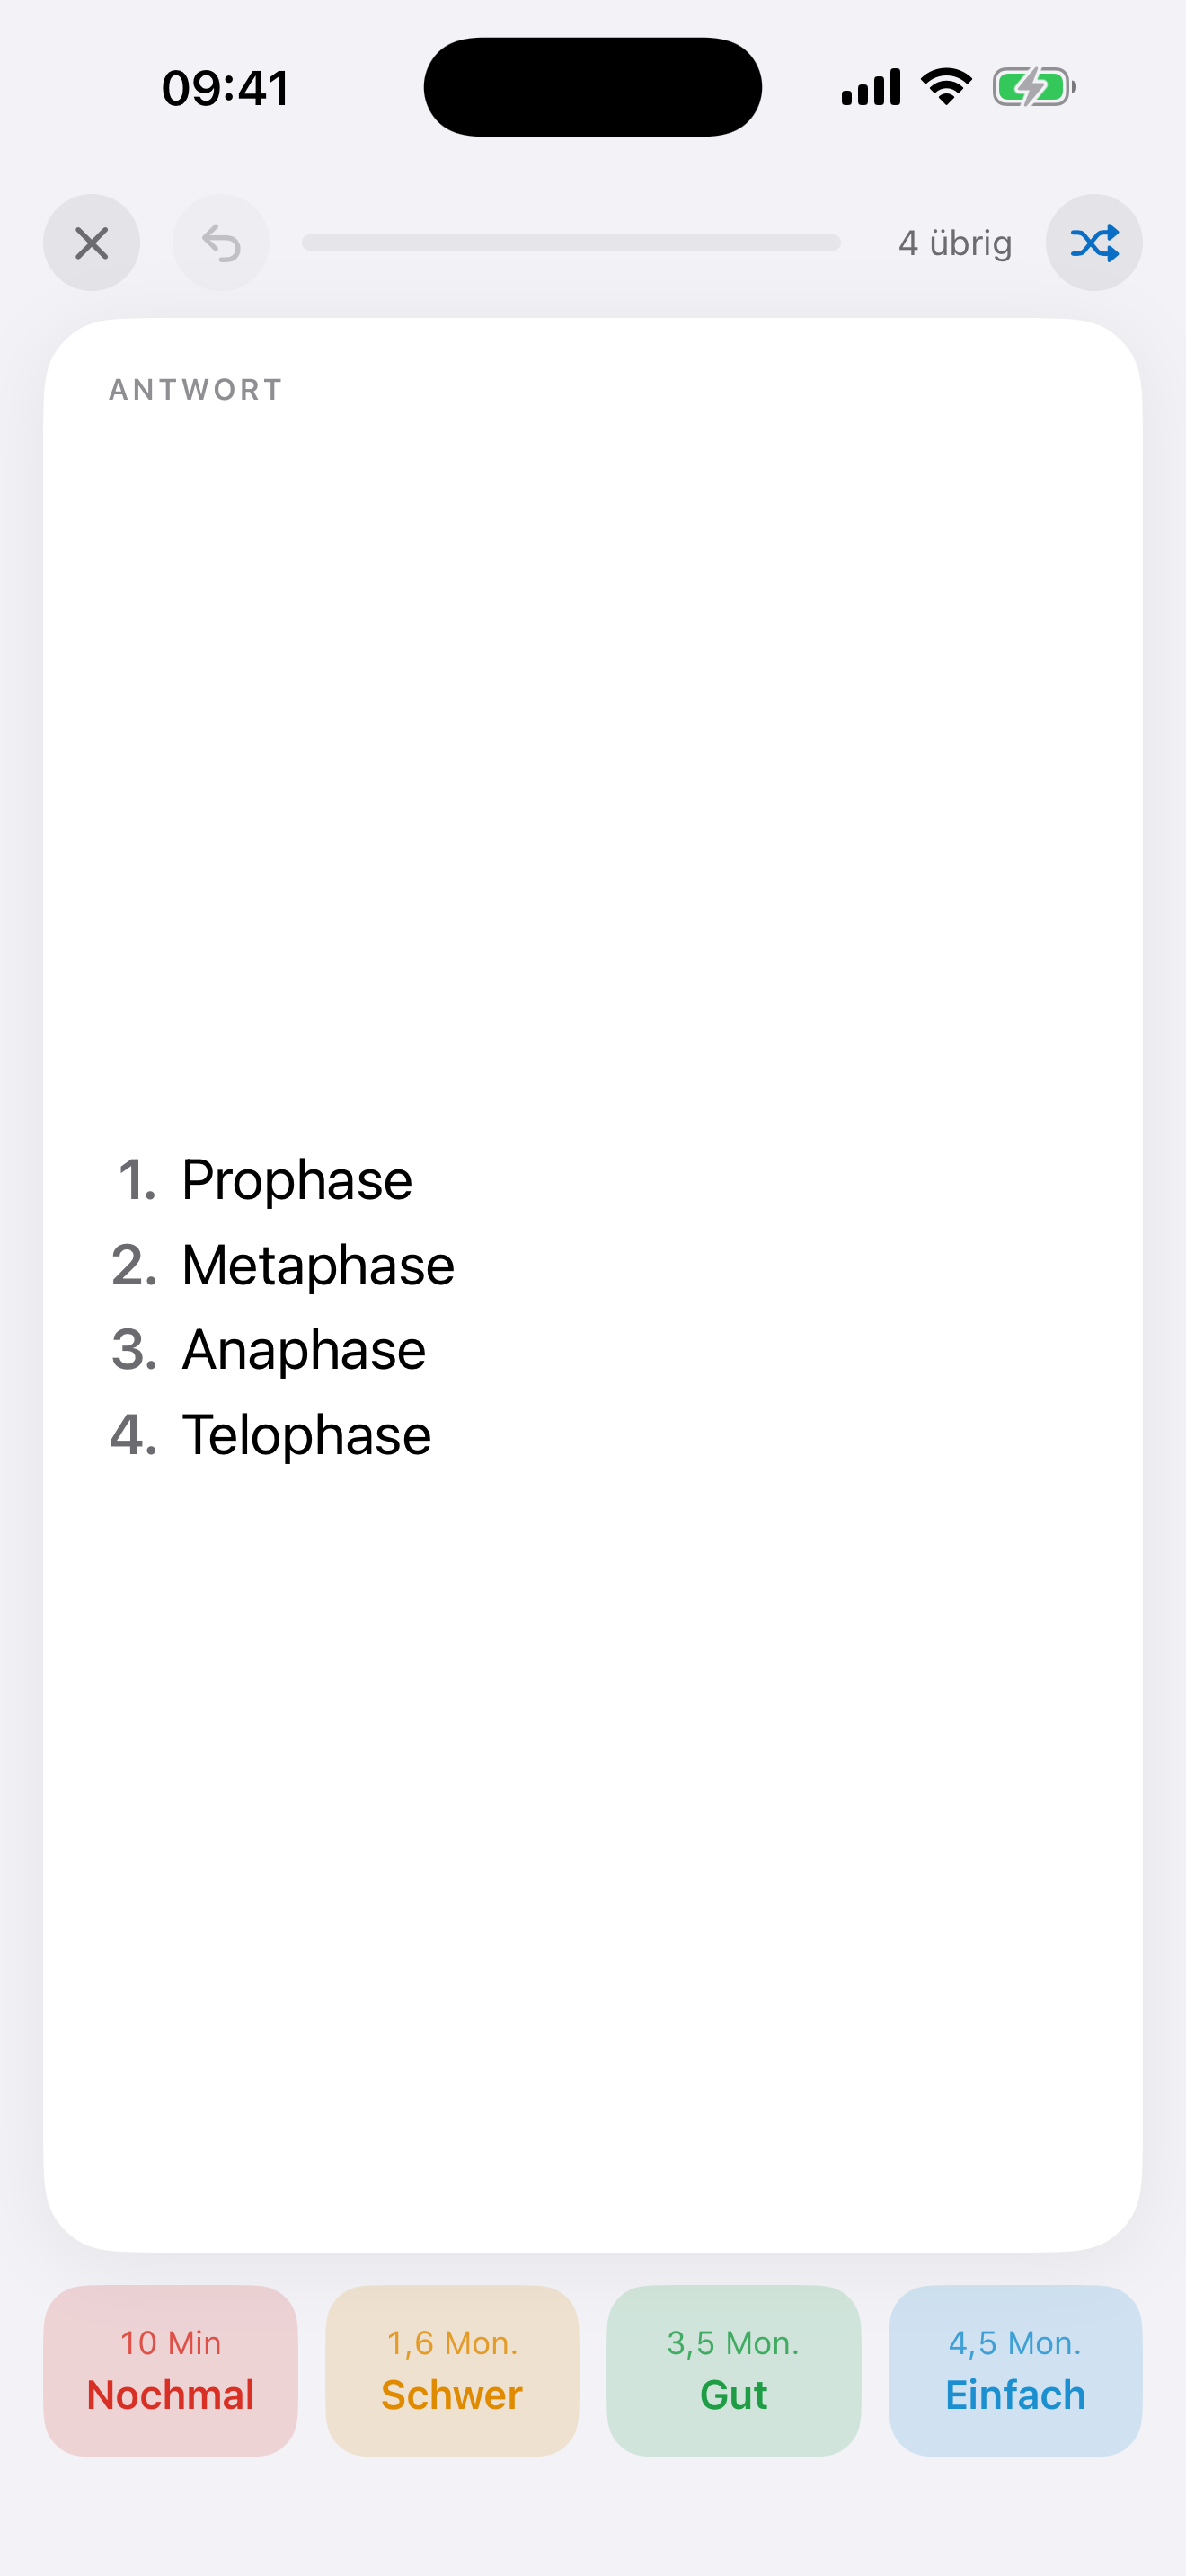 09:41
4 übrig
ANTWORT
1. Prophase
2. Metaphase
3. Anaphase
4. Telophase
10 Min
Nochmal
1,6 Mon.
Schwer
3,5 Mon.
Gut
4,5 Mon.
Einfach